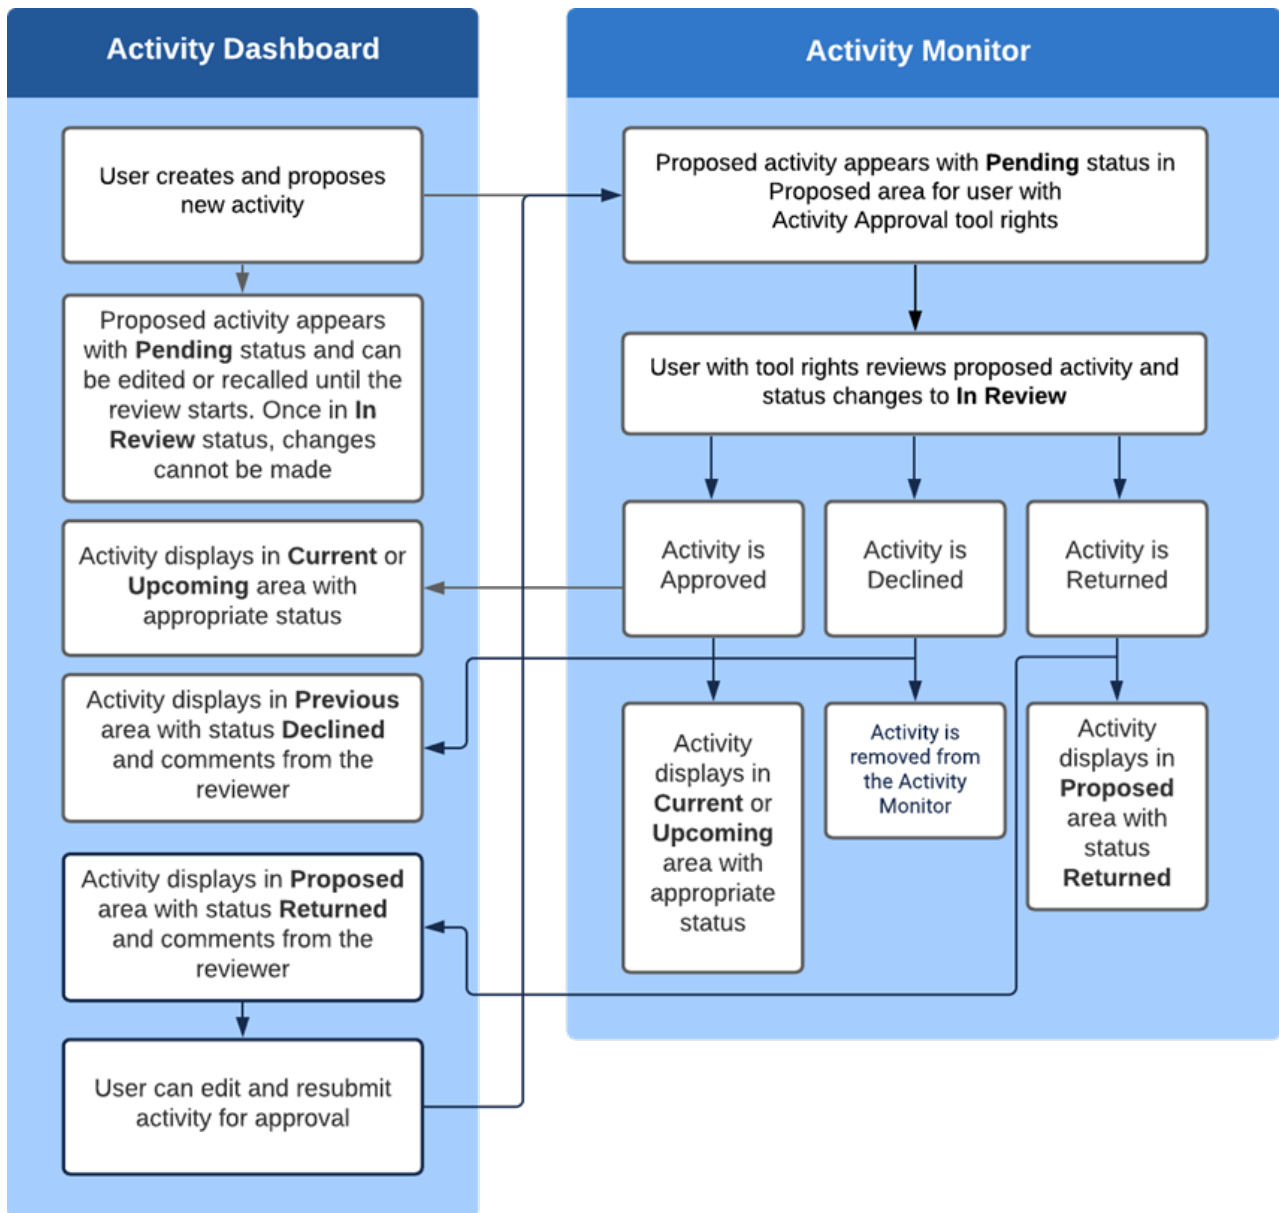 Activity Dashboard
User creates and proposes
new activity
Proposed activity appears
with Pending status and can
be edited or recalled until the
review starts. Once in In
Review status, changes
cannot be made
Activity displays in Current or
Upcoming area with
appropriate status
Activity displays in Previous
area with status Declined
and comments from the
reviewer
Activity displays in Proposed
area with status Returned
and comments from the
reviewer
User can edit and resubmit
activity for approval
Activity Monitor
Proposed activity appears with Pending status in
Proposed area for user with
Activity Approval tool rights
User with tool rights reviews proposed activity and
status changes to In Review
Activity is
Approved
Activity is
Declined
Activity is
Returned
Activity
displays in
Current or
Upcoming
area with
appropriate
status
Activity is
removed from
the Activity
Monitor
Activity
displays in
Proposed
area with
status
Returned